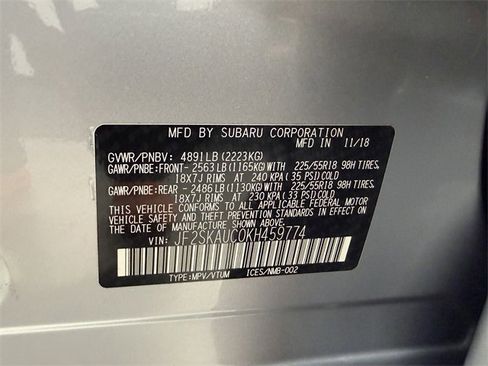 MFD BY SUBARU CORPORATION
MFD IN 11/18
GVWR/PNBV: 4891LB(2223KG)
GAWR/PNBE:FRONT-2563LB(1165KG)WITH 225/55R18 98H TIRES,
18X7J RIMS AT 240 KPA (35 PSI)COLD
GAWR/PNBE:REAR -2486LB(1130KG)WITH 225/55R18 98H TIRES,
18X7J RIMS AT 230 KPA (33 PSI)COLD
THIS VEHICLE CONFORMS TO ALL APPLICABLE FEDERAL MOTOR
VEHICLE SAFETY AND THEFT PREVENTION STANDARDS IN EFFECT ON
THE DATE OF MANUFACTURE SHOWN ABOVE.
VIN: JF2SKAUC0KH459774
TYPE:MPV/VTUM ICES/NMB-002